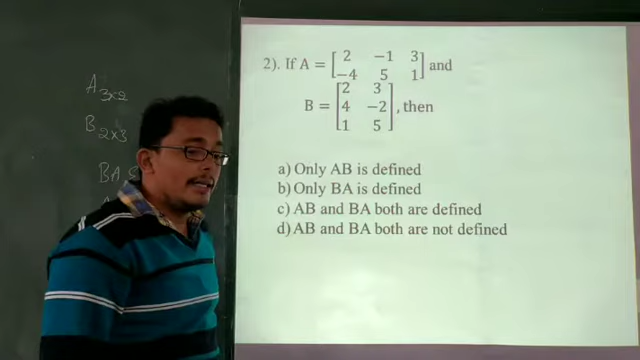 A 3x2
B 2x3
BA
2). If A = [2 −1 3
−4 5 1] and
B = [2 3
4 −2
1 5], then
a) Only AB is defined
b) Only BA is defined
c) AB and BA both are defined
d) AB and BA both are not defined